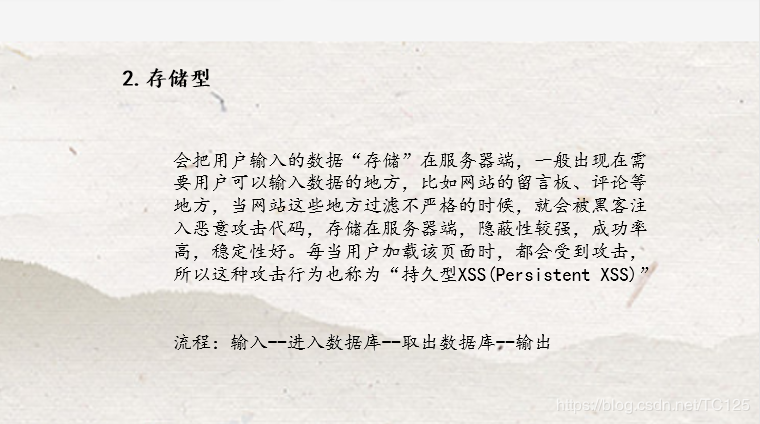 2.存储型
会把用户输入的数据“存储”在服务器端，一般出现在需
要用户可以输入数据的地方，比如网站的留言板、评论等
地方，当网站这些地方过滤不严格的时候，就会被黑客注
入恶意攻击代码，存储在服务器端，隐蔽性较强，成功率
高，稳定性好。每当用户加载该页面时，都会受到攻击，
所以这种攻击行为也称为“持久型XSS(Persistent XSS)”
流程：输入--进入数据库--取出数据库--输出
https://blog.csdn.net/TC125